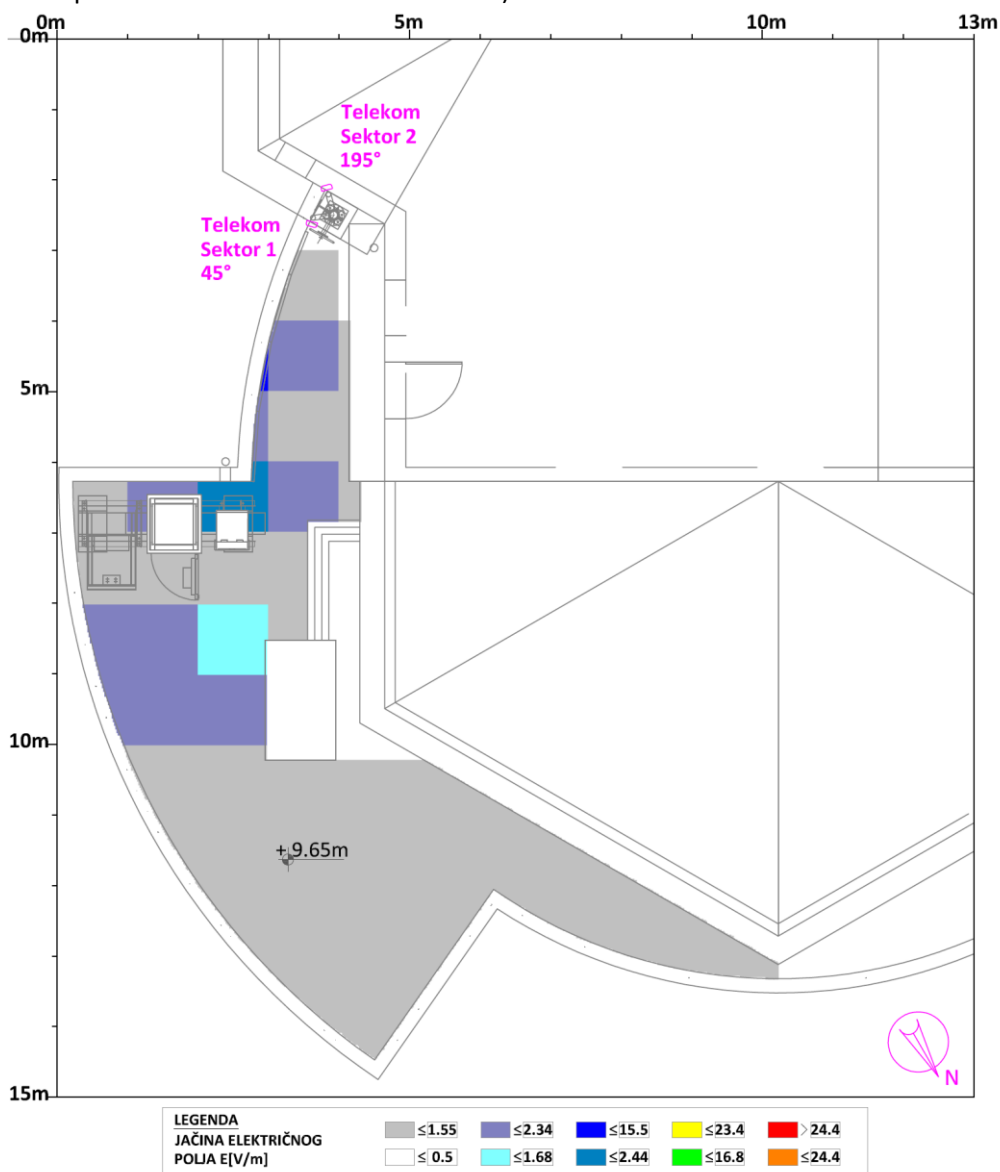 0m 5m 10m 13m
0m
Telekom
Sektor 2
195°
Telekom
Sektor 1
45°
5m
10m
+ 9.65m
N
15m
LEGENDA
JAČINA ELEKTRIČNOG
POLJA E[V/m]
≤1.55 ≤2.34 ≤15.5 ≤23.4 >24.4
≤ 0.5 ≤1.68 ≤2.44 ≤16.8 ≤24.4